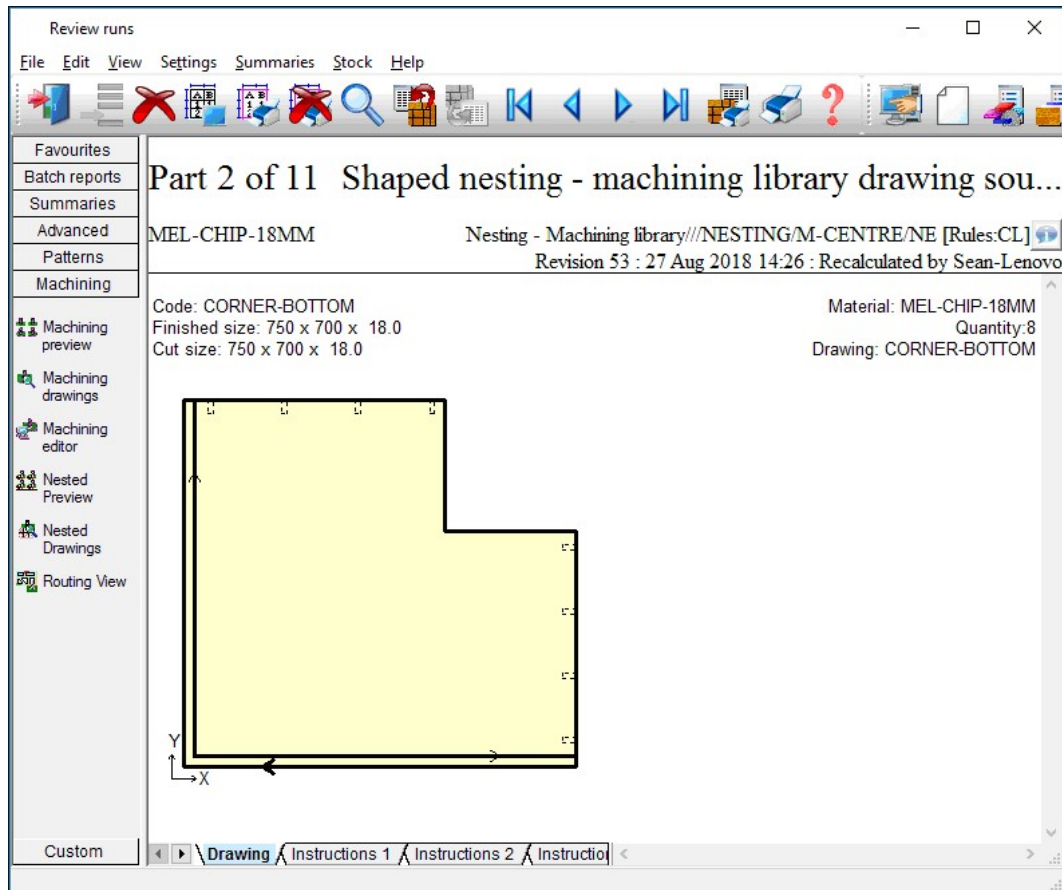 Review runs
File Edit View Settings Summaries Stock Help
Favourites
Batch reports
Summaries
Advanced
Patterns
Machining
Machining preview
Machining drawings
Machining editor
Nested Preview
Nested Drawings
Routing View
Custom
Part 2 of 11 Shaped nesting - machining library drawing sou...
MEL-CHIP-18MM Nesting - Machining library///NESTING/M-CENTRE/NE [Rules:CL]
Revision 53 : 27 Aug 2018 14:26 : Recalculated by Sean-Lenovo
Code: CORNER-BOTTOM Material: MEL-CHIP-18MM
Finished size: 750 x 700 x 18.0 Quantity:8
Cut size: 750 x 700 x 18.0 Drawing: CORNER-BOTTOM
Y
X
Drawing Instructions 1 Instructions 2 Instructio